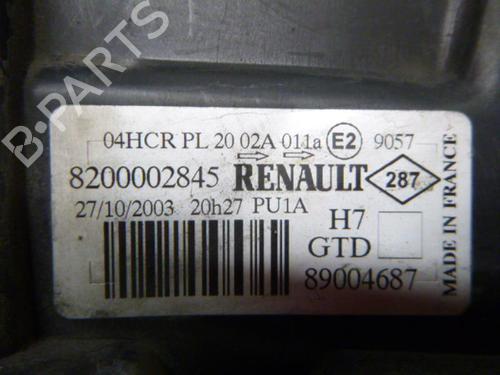 B-PARTS
04HCR PL 20 02A 011a E2 9057
8200002845 RENAULT 287
27/10/2003 20h27 PU1A H7
GTD
89004687
MADE IN FRANCE